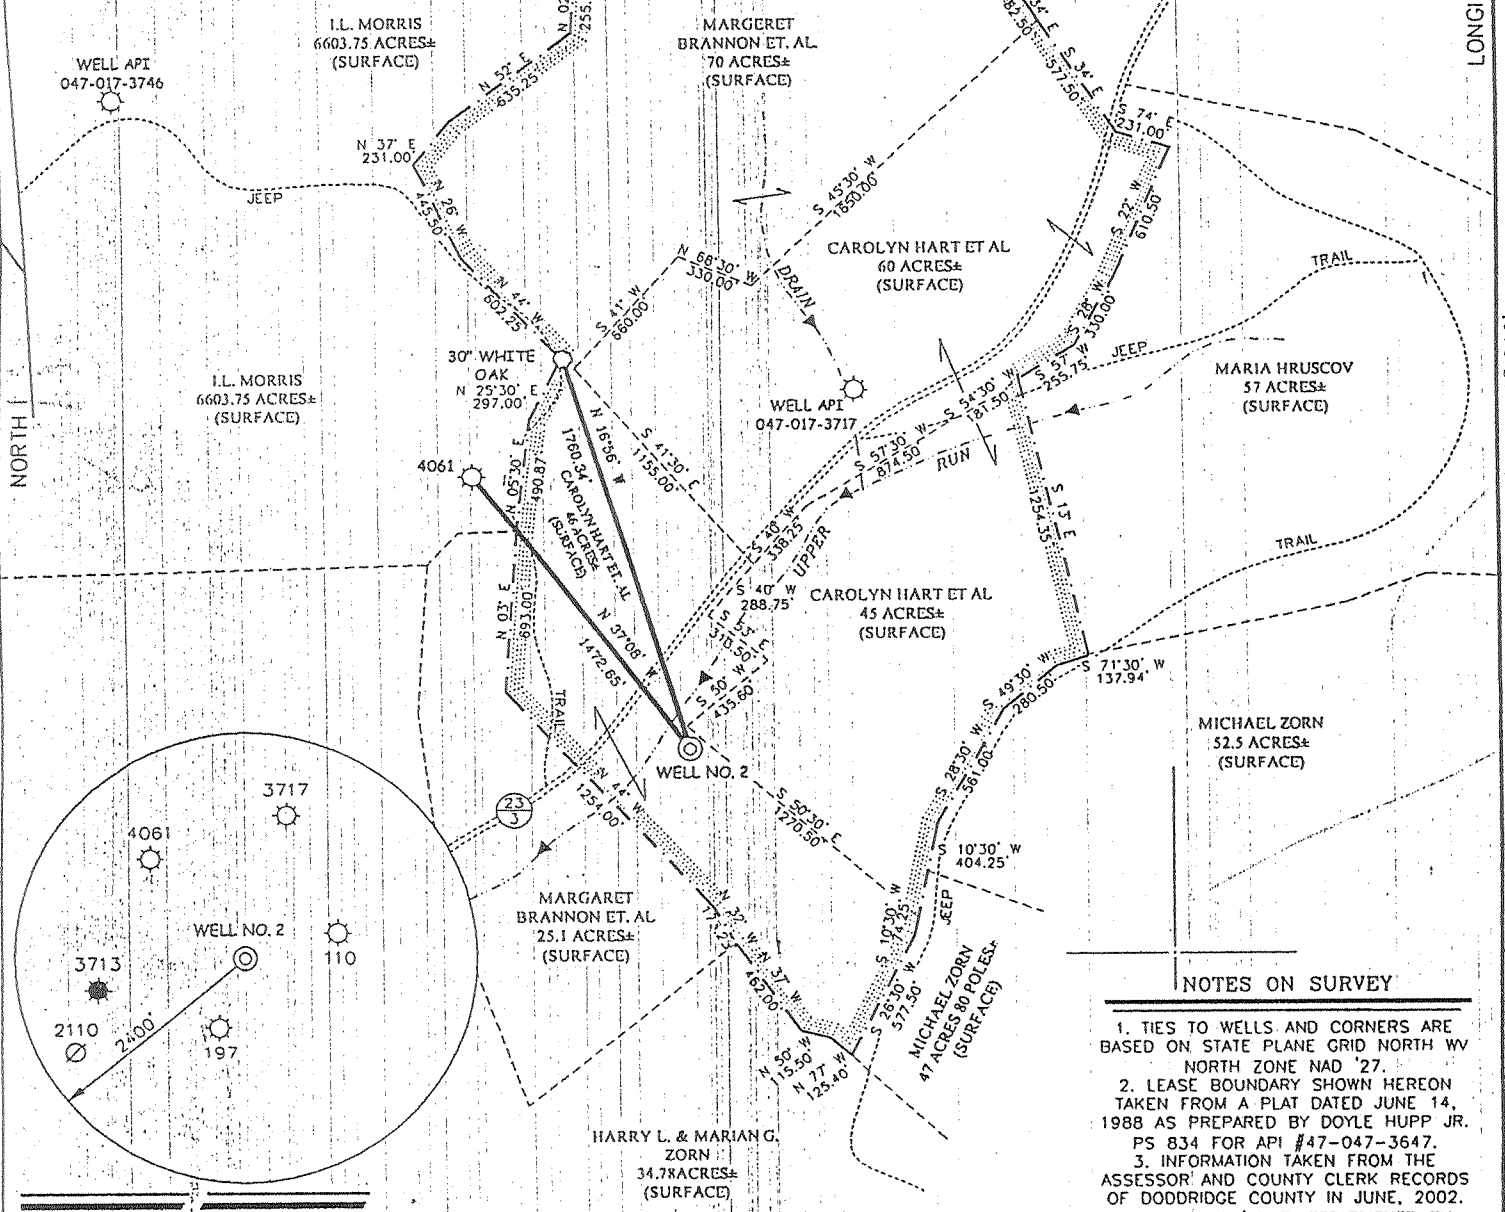 I.L. MORRIS
6603.75 ACRES±
(SURFACE)
MARGERET
BRANNON ET. AL.
70 ACRES±
(SURFACE)
WELL API
047-017-3746
N 52° E
635.25'
255.
S 34° E
577.50'
S 74° E
231.00'
LONGI
N 37° E
231.00'
JEEP
N 26° W
445.50'
S 45°30' W
1650.00'
S 22° W
610.50'
CAROLYN HART ET AL
60 ACRES±
(SURFACE)
N 68°30' W
330.00'
DRAIN
TRAIL
N 44° W
602.25
S 41° W
660.00'
S 28° W
330.00'
30" WHITE
OAK
N 25°30' E
297.00'
I.L. MORRIS
6603.75 ACRES±
(SURFACE)
S 57° W
255.75'
JEEP
MARIA HRUSCOV
57 ACRES±
(SURFACE)
WELL API
047-017-3717
S 54°30' W
181.50'
S 57°30' W
874.50'
RUN
NORTH
4061
N 16°56' W
1760.34'
S 41°30' E
1155.00'
N 05°30' E
490.87'
CAROLYN HART ET. AL
46 ACRES±
(SURFACE)
S 13° E
1254.35'
TRAIL
S 40° W
338.25'
UPPER
S 40° W
288.75'
CAROLYN HART ET AL
45 ACRES±
(SURFACE)
N 03° E
693.00'
N 37°08' W
1472.65'
S 53° E
S 50° W
435.60'
S 71°30' W
137.94'
S 49°30' W
280.50'
TRAIL
MICHAEL ZORN
52.5 ACRES±
(SURFACE)
WELL NO. 2
S 28°30' W
561.00'
N 44° W
1254.00'
23
3
S 50°30' E
1270.50'
S 10°30' W
404.25'
3717
4061
WELL NO. 2
110
3713
2110
2400'
197
MARGARET
BRANNON ET. AL
25.1 ACRES±
(SURFACE)
N 32° W
JEEP
S 10°30' W
74.25'
N 37° W
462.00'
S 28°30' W
577.50'
MICHAEL ZORN
47 ACRES 80 POLES±
(SURFACE)
N 50° W
115.50'
N 77° W
125.40'
HARRY L. & MARIAN G.
ZORN
34.78ACRES±
(SURFACE)
NOTES ON SURVEY
1. TIES TO WELLS AND CORNERS ARE
BASED ON STATE PLANE GRID NORTH WV
NORTH ZONE NAD '27.
2. LEASE BOUNDARY SHOWN HEREON
TAKEN FROM A PLAT DATED JUNE 14,
1988 AS PREPARED BY DOYLE HUPP JR.
PS 834 FOR API #47-047-3647.
3. INFORMATION TAKEN FROM THE
ASSESSOR AND COUNTY CLERK RECORDS
OF DODDRIDGE COUNTY IN JUNE, 2002.